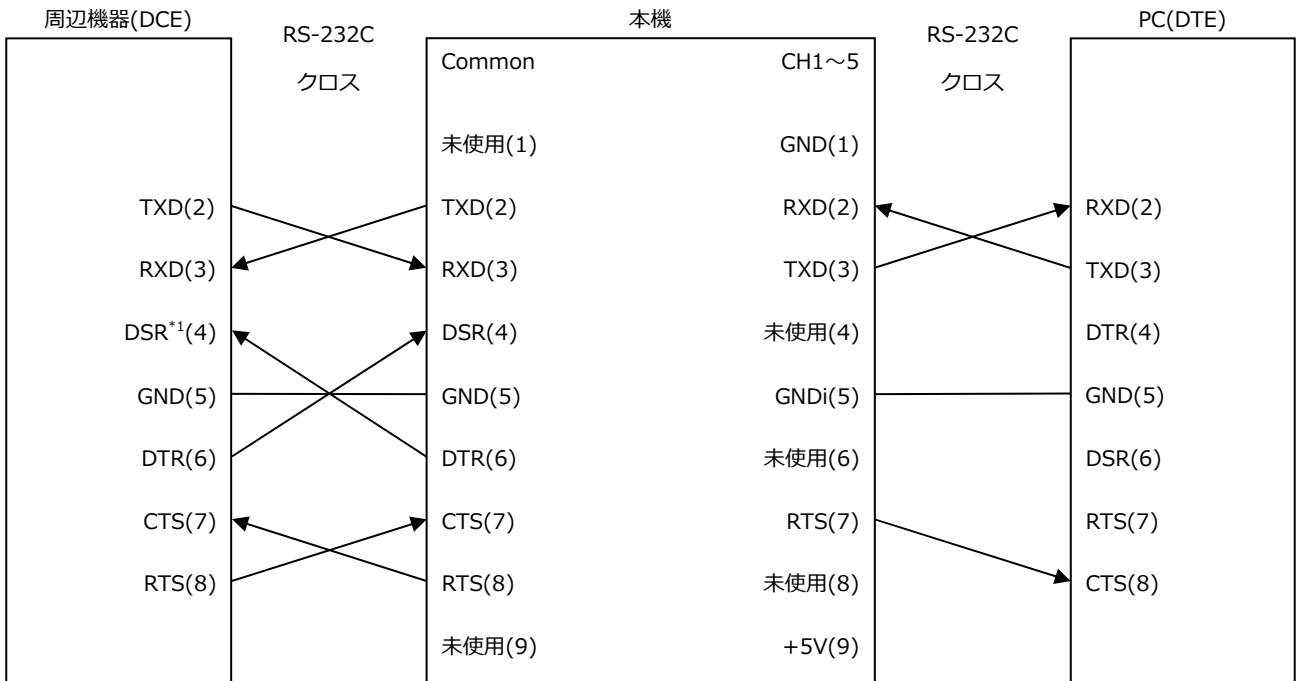 周辺機器(DCE) RS-232C 本機 RS-232C PC(DTE)
クロス Common CH1～5 クロス
未使用(1) GND(1)
TXD(2) TXD(2) RXD(2) RXD(2)
RXD(3) RXD(3) TXD(3) TXD(3)
DSR*1(4) DSR(4) 未使用(4) DTR(4)
GND(5) GND(5) GNDi(5) GND(5)
DTR(6) DTR(6) 未使用(6) DSR(6)
CTS(7) CTS(7) RTS(7) RTS(7)
RTS(8) RTS(8) 未使用(8) CTS(8)
未使用(9) +5V(9)